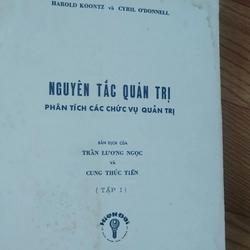 HAROLD KOONTZ và CYRIL O'DONNELL
NGUYÊN TẮC QUẢN TRỊ
PHÂN TÍCH CÁC CHỨC VỤ QUẢN TRỊ
BẢN DỊCH CỦA
TRẦN LƯƠNG NGỌC
VÀ
CUNG THÚC TIẾN
( TẬP I )